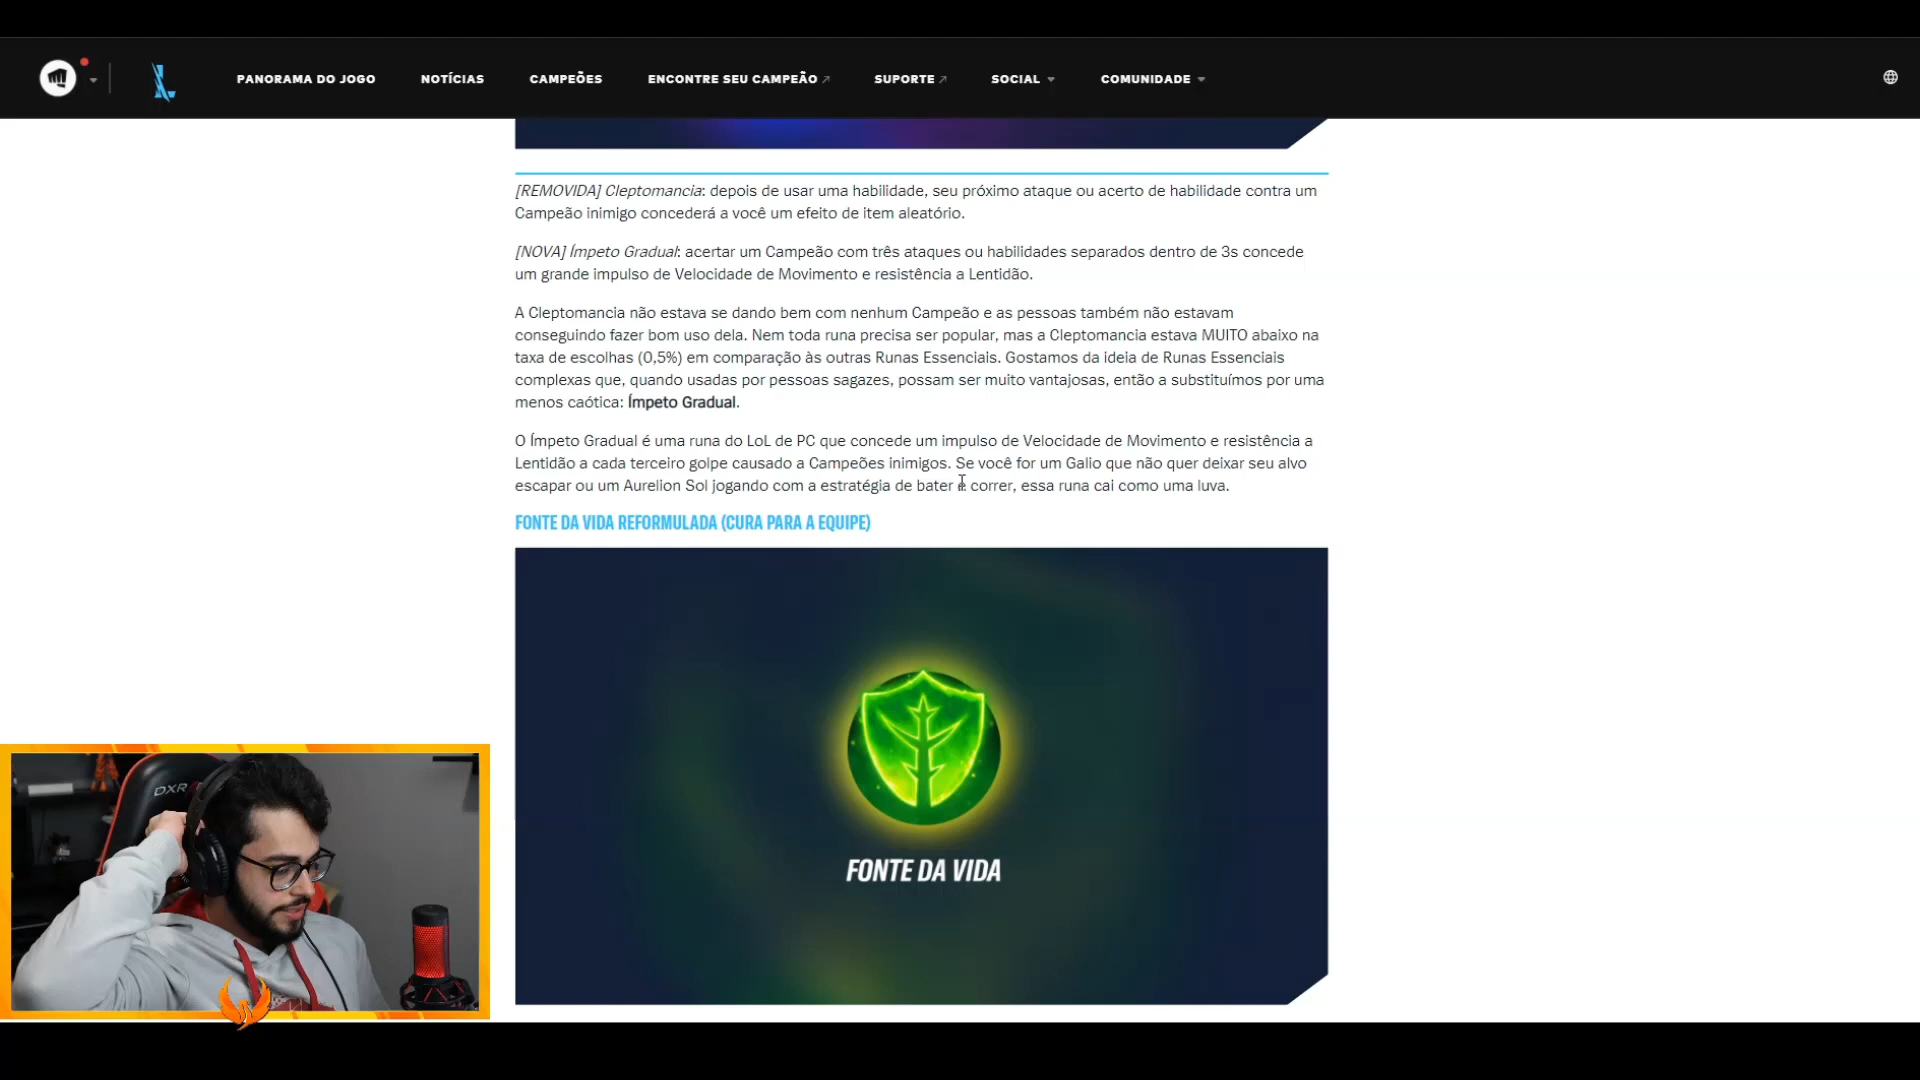 PANORAMA DO JOGO NOTÍCIAS CAMPEÕES ENCONTRE SEU CAMPEÃO SUPORTE SOCIAL COMUNIDADE
[REMOVIDA] Cleptomancia: depois de usar uma habilidade, seu próximo ataque ou acerto de habilidade contra um
Campeão inimigo concederá a você um efeito de item aleatório.
[NOVA] Ímpeto Gradual: acertar um Campeão com três ataques ou habilidades separados dentro de 3s concede
um grande impulso de Velocidade de Movimento e resistência a Lentidão.
A Cleptomancia não estava se dando bem com nenhum Campeão e as pessoas também não estavam
conseguindo fazer bom uso dela. Nem toda runa precisa ser popular, mas a Cleptomancia estava MUITO abaixo na
taxa de escolhas (0,5%) em comparação às outras Runas Essenciais. Gostamos da ideia de Runas Essenciais
complexas que, quando usadas por pessoas sagazes, possam ser muito vantajosas, então a substituímos por uma
menos caótica: Ímpeto Gradual.
O Ímpeto Gradual é uma runa do LoL de PC que concede um impulso de Velocidade de Movimento e resistência a
Lentidão a cada terceiro golpe causado a Campeões inimigos. Se você for um Galio que não quer deixar seu alvo
escapar ou um Aurelion Sol jogando com a estratégia de bater e correr, essa runa cai como uma luva.
FONTE DA VIDA REFORMULADA (CURA PARA A EQUIPE)
FONTE DA VIDA
DXR